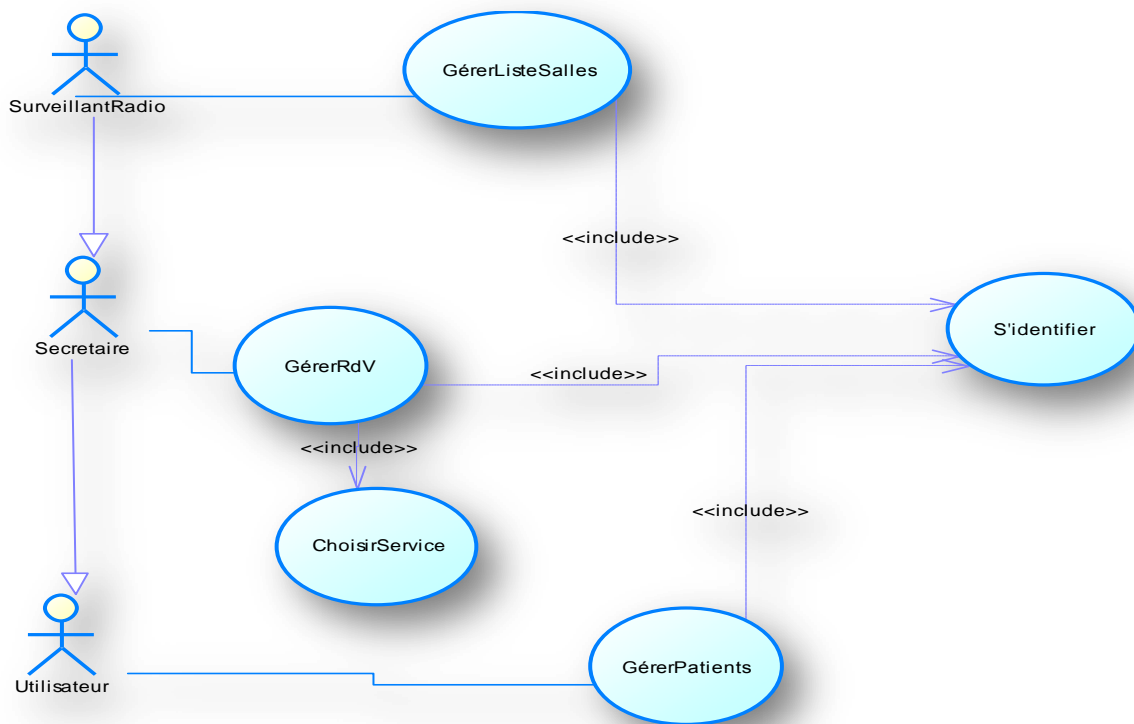 GérerListeSalles
SurveillantRadio
<<include>>
S'identifier
Secretaire
GérerRdV
<<include>>
<<include>>
<<include>>
ChoisirService
GérerPatients
Utilisateur